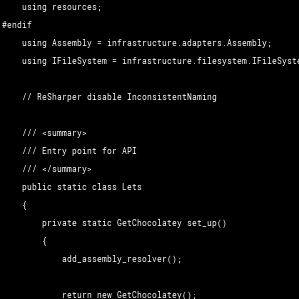 using resources;
#endif
using Assembly = infrastructure.adapters.Assembly;
using IFileSystem = infrastructure.filesystem.IFileSyste
// ReSharper disable InconsistentNaming
/// <summary>
/// Entry point for API
/// </summary>
public static class Lets
{
private static GetChocolatey set_up()
{
add_assembly_resolver();
return new GetChocolatey();